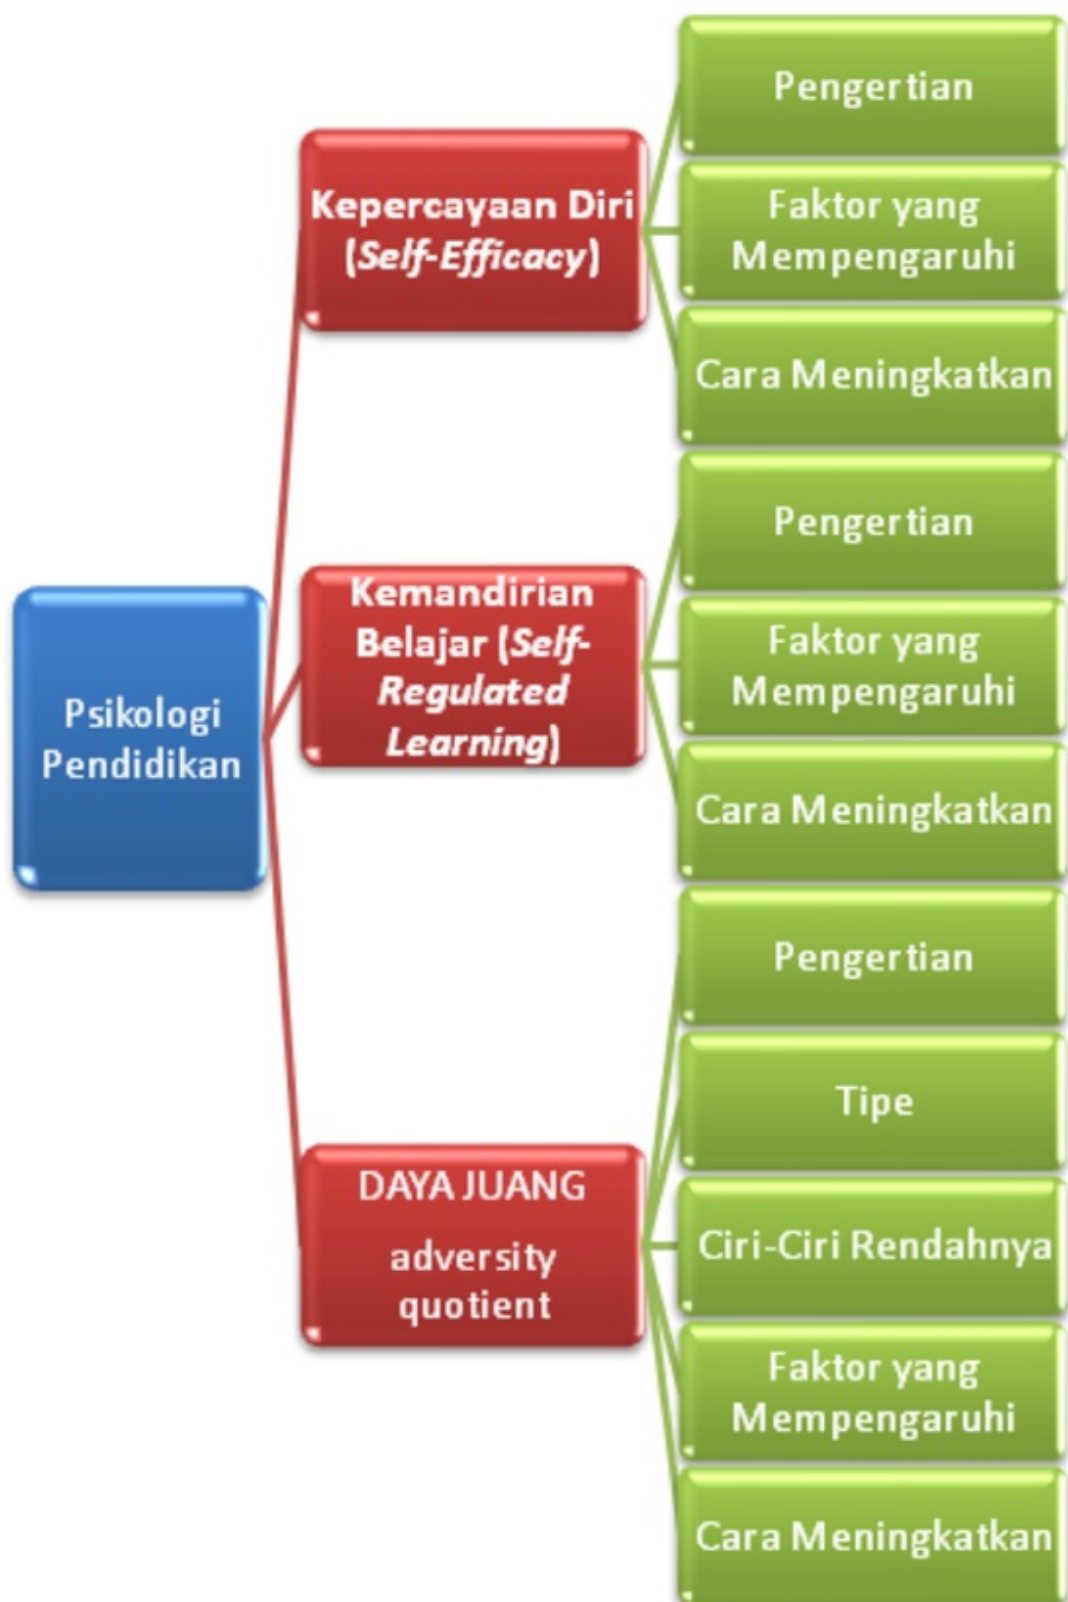 Psikologi
Pendidikan
Kepercayaan Diri
(Self-Efficacy)
Pengertian
Faktor yang
Mempengaruhi
Cara Meningkatkan
Kemandirian
Belajar (Self-
Regulated
Learning)
Pengertian
Faktor yang
Mempengaruhi
Cara Meningkatkan
DAYA JUANG
adversity
quotient
Pengertian
Tipe
Ciri-Ciri Rendahnya
Faktor yang
Mempengaruhi
Cara Meningkatkan